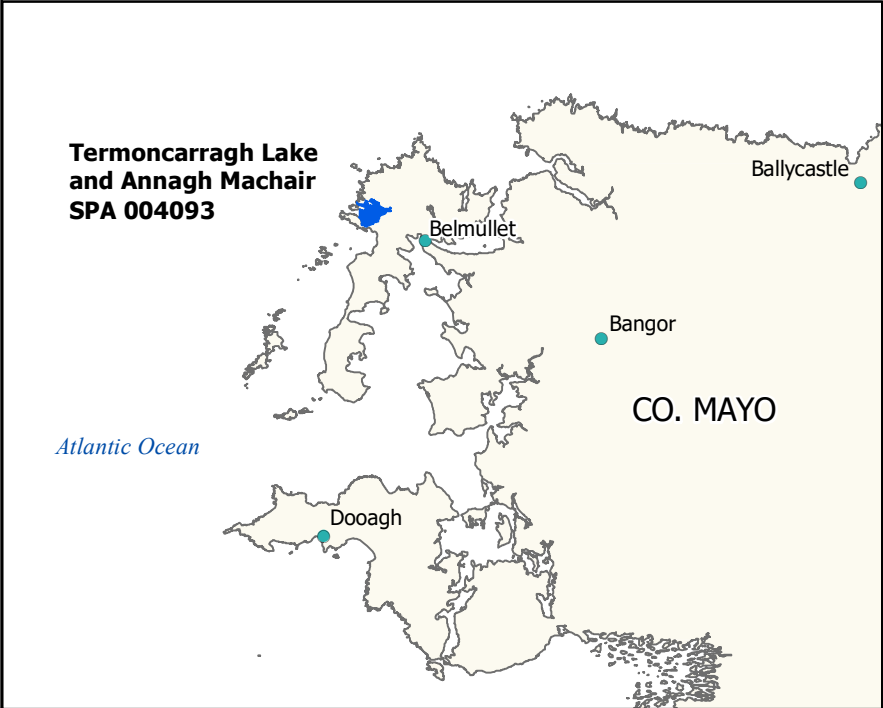 Termoncarragh Lake
and Annagh Machair
SPA 004093
Ballycastle
Belmullet
Bangor
CO. MAYO
Atlantic Ocean
Dooagh